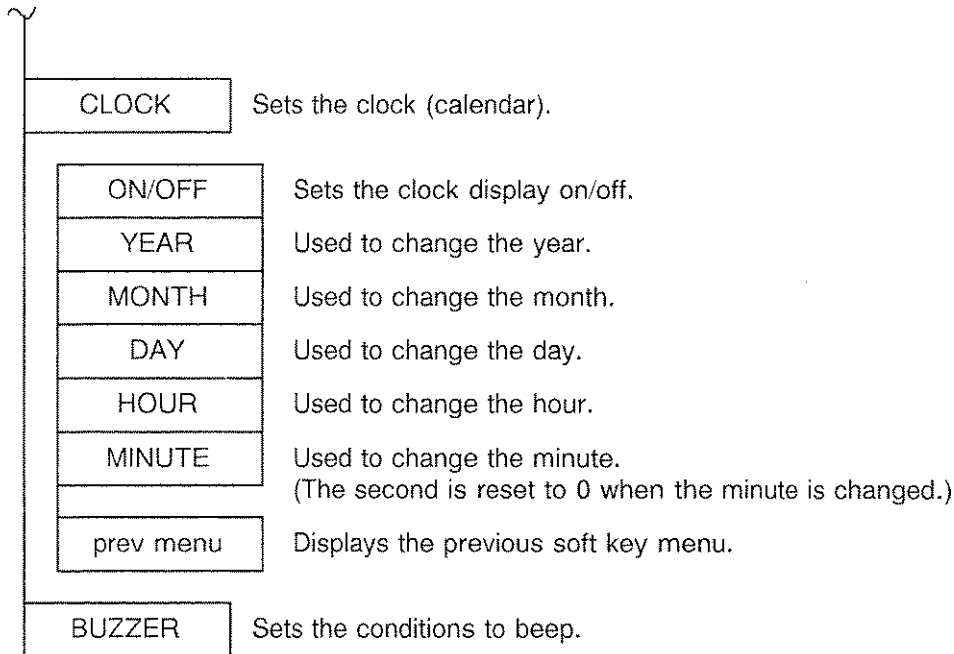 CLOCK Sets the clock (calendar).
ON/OFF Sets the clock display on/off.
YEAR Used to change the year.
MONTH Used to change the month.
DAY Used to change the day.
HOUR Used to change the hour.
MINUTE Used to change the minute.
(The second is reset to 0 when the minute is changed.)
prev menu Displays the previous soft key menu.
BUZZER Sets the conditions to beep.